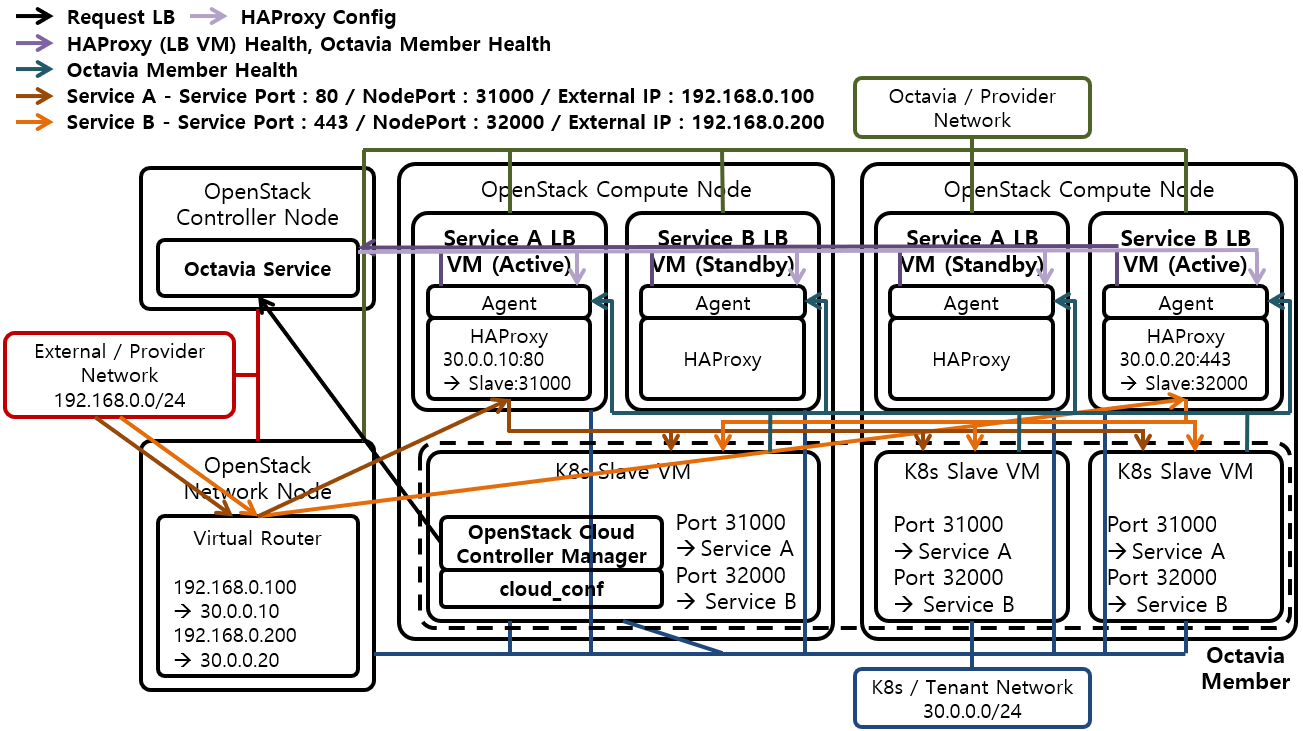 Request LB
HAProxy Config
HAProxy (LB VM) Health, Octavia Member Health
Octavia Member Health
Service A - Service Port : 80 / NodePort : 31000 / External IP : 192.168.0.100
Service B - Service Port : 443 / NodePort : 32000 / External IP : 192.168.0.200
Octavia / Provider
Network
OpenStack
Controller Node
Octavia Service
External / Provider
Network
192.168.0.0/24
OpenStack
Network Node
Virtual Router
192.168.0.100
→ 30.0.0.10
192.168.0.200
→ 30.0.0.20
OpenStack Compute Node
Service A LB
VM (Active)
Agent
HAProxy
30.0.0.10:80
→ Slave:31000
Service B LB
VM (Standby)
Agent
HAProxy
K8s Slave VM
OpenStack Cloud
Controller Manager
cloud_conf
Port 31000
→ Service A
Port 32000
→ Service B
OpenStack Compute Node
Service A LB
VM (Standby)
Agent
HAProxy
Service B LB
VM (Active)
Agent
HAProxy
30.0.0.20:443
→ Slave:32000
K8s Slave VM
Port 31000
→ Service A
Port 32000
→ Service B
K8s Slave VM
Port 31000
→ Service A
Port 32000
→ Service B
Octavia
Member
K8s / Tenant Network
30.0.0.0/24